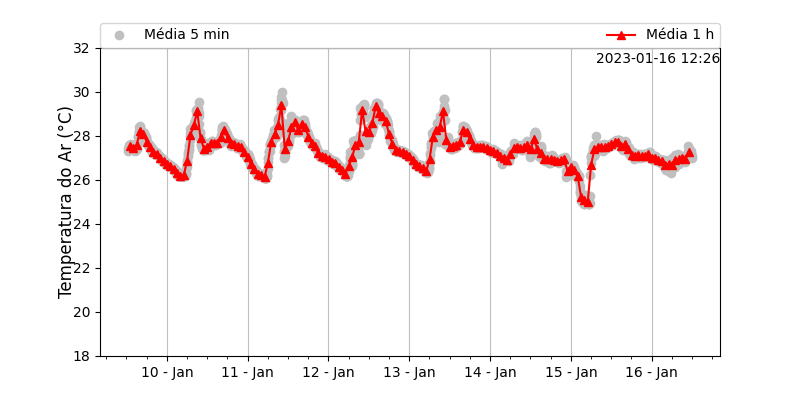 Média 5 min
Média 1 h
2023-01-16 12:26
Temperatura do Ar (°C)
32
30
28
26
24
22
20
18
10 - Jan
11 - Jan
12 - Jan
13 - Jan
14 - Jan
15 - Jan
16 - Jan